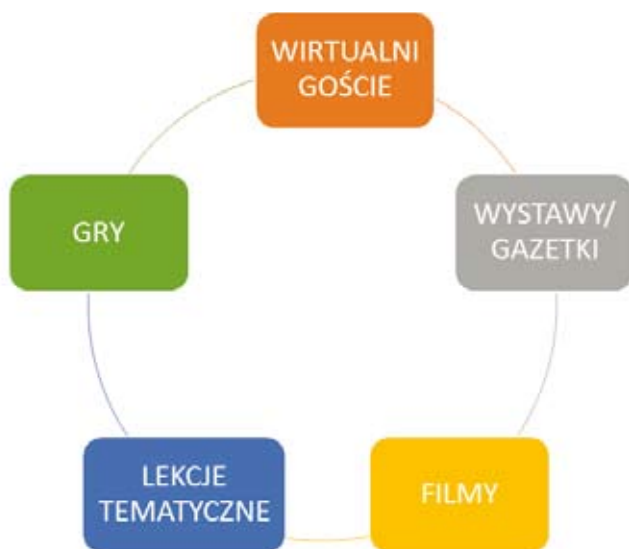 WIRTUALNI
GOŚCIE
WYSTAWY/
GAZETKI
FILMY
LEKCJE
TEMATYCZNE
GRY